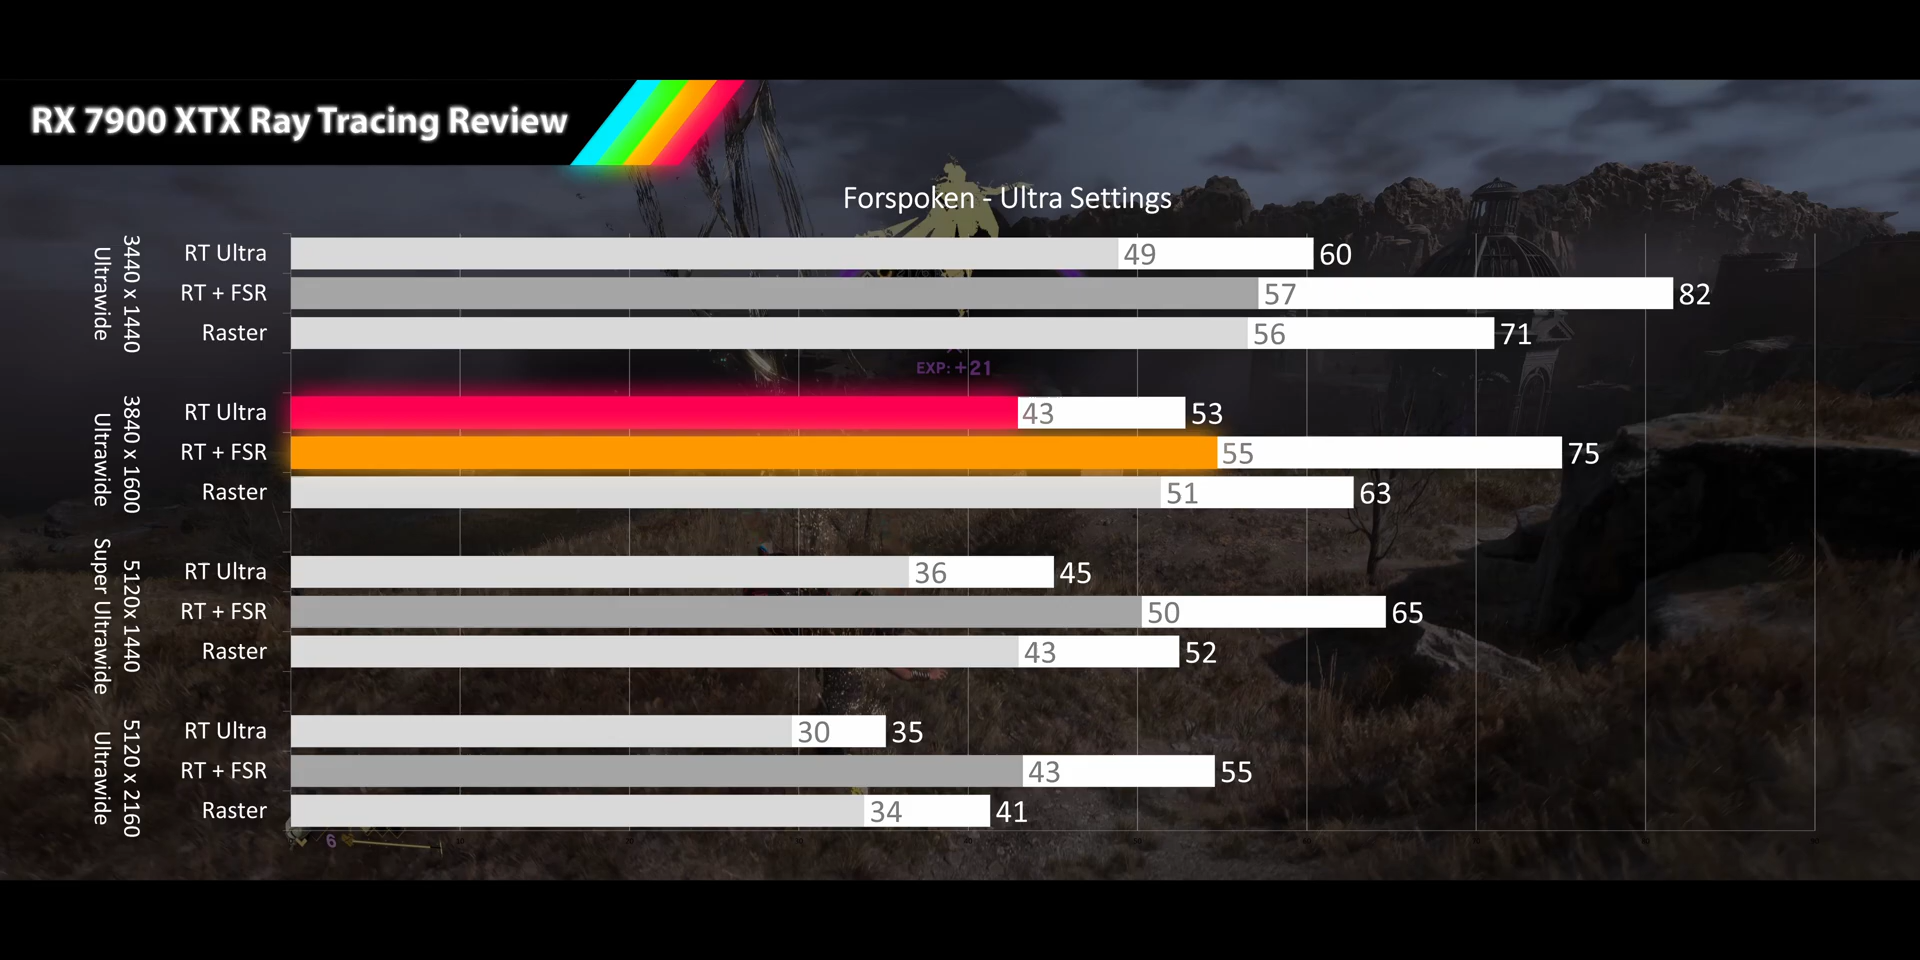 RX 7900 XTX Ray Tracing Review
Forspoken - Ultra Settings
3440 x 1440
Ultrawide
RT Ultra 49 60
RT + FSR 57 82
Raster 56 71
EXP: +21
3840 x 1600
Ultrawide
RT Ultra 43 53
RT + FSR 55 75
Raster 51 63
5120x 1440
Super Ultrawide
RT Ultra 36 45
RT + FSR 50 65
Raster 43 52
5120 x 2160
Ultrawide
RT Ultra 30 35
RT + FSR 43 55
Raster 34 41
6